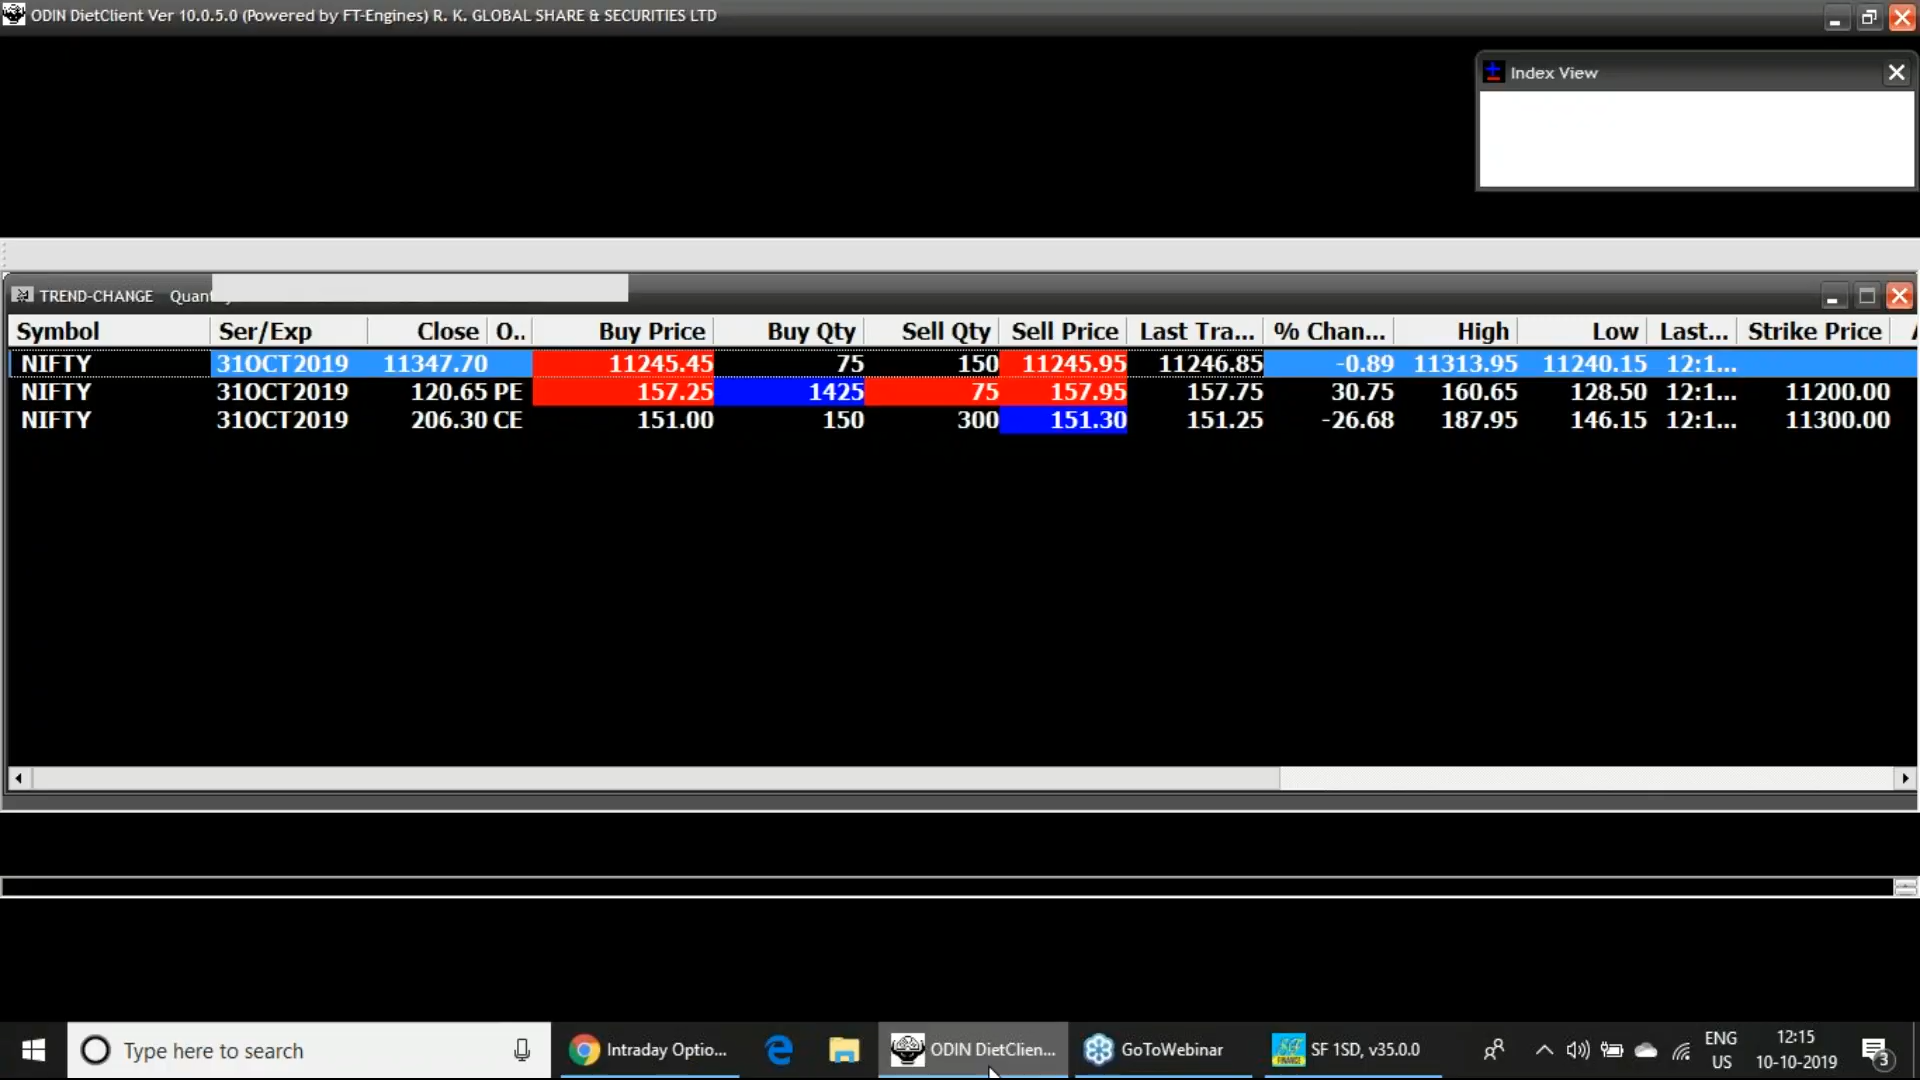 ODIN DietClient Ver 10.0.5.0 (Powered by FT-Engines) R. K. GLOBAL SHARE & SECURITIES LTD
Index View
TREND-CHANGE
Symbol Ser/Exp Close O.. Buy Price Buy Qty Sell Qty Sell Price Last Tra... % Chan... High Low Last... Strike Price
NIFTY 31OCT2019 11347.70 11245.45 75 150 11245.95 11246.85 -0.89 11313.95 11240.15 12:1...
NIFTY 31OCT2019 120.65 PE 157.25 1425 75 157.95 157.75 30.75 160.65 128.50 12:1... 11200.00
NIFTY 31OCT2019 206.30 CE 151.00 150 300 151.30 151.25 -26.68 187.95 146.15 12:1... 11300.00
Type here to search
Intraday Optio...
ODIN DietClien...
GoToWebinar
SF 1SD, v35.0.0
ENG
US
12:15
10-10-2019
3